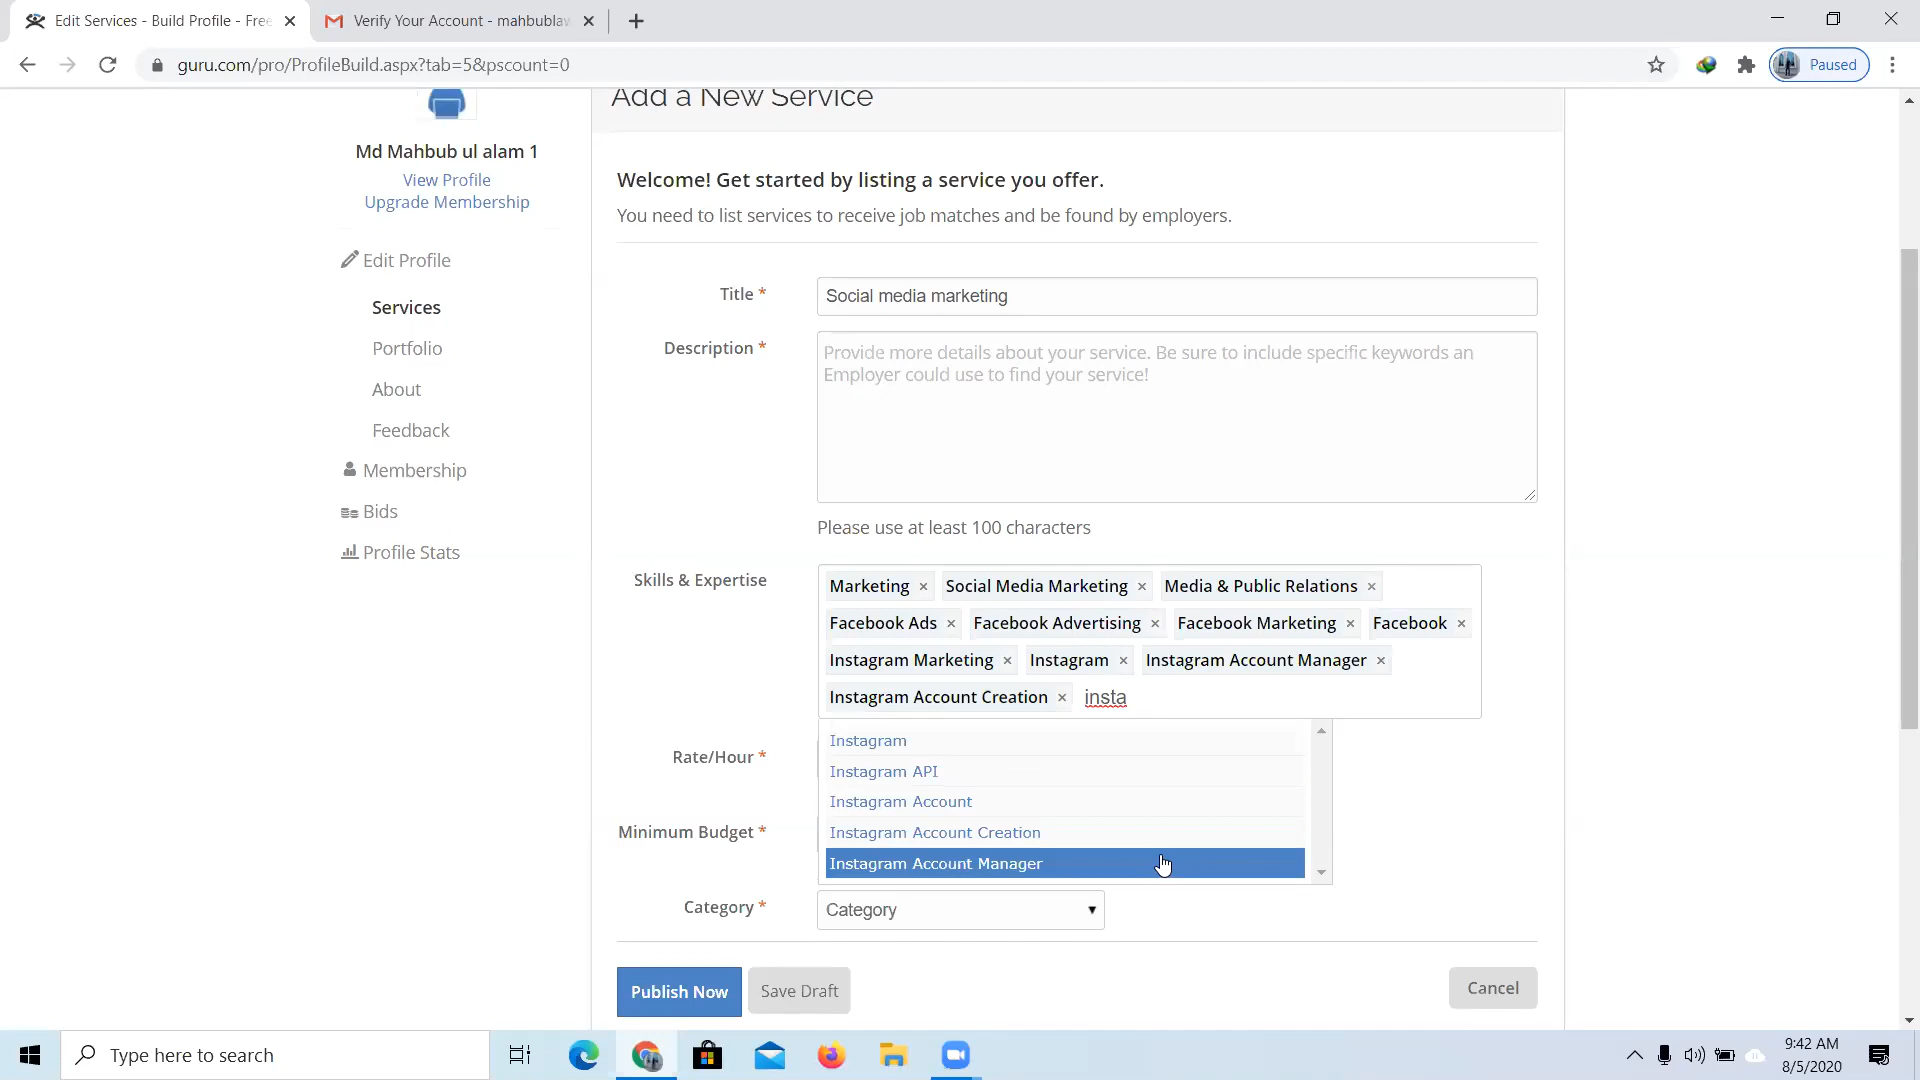 Edit Services - Build Profile - Free
Verify Your Account - mahbublaw
guru.com/pro/ProfileBuild.aspx?tab=5&pscount=0
Paused
Add a New Service
Md Mahbub ul alam 1
View Profile
Upgrade Membership
Edit Profile
Services
Portfolio
About
Feedback
Membership
Bids
Profile Stats
Welcome! Get started by listing a service you offer.
You need to list services to receive job matches and be found by employers.
Title *
Social media marketing
Description *
Provide more details about your service. Be sure to include specific keywords an
Employer could use to find your service!
Please use at least 100 characters
Skills & Expertise
Marketing × Social Media Marketing × Media & Public Relations ×
Facebook Ads × Facebook Advertising × Facebook Marketing × Facebook ×
Instagram Marketing × Instagram × Instagram Account Manager ×
Instagram Account Creation × insta
Instagram
Instagram API
Instagram Account
Instagram Account Creation
Instagram Account Manager
Rate/Hour *
Minimum Budget *
Category *
Category
Publish Now
Save Draft
Cancel
Type here to search
9:42 AM
8/5/2020